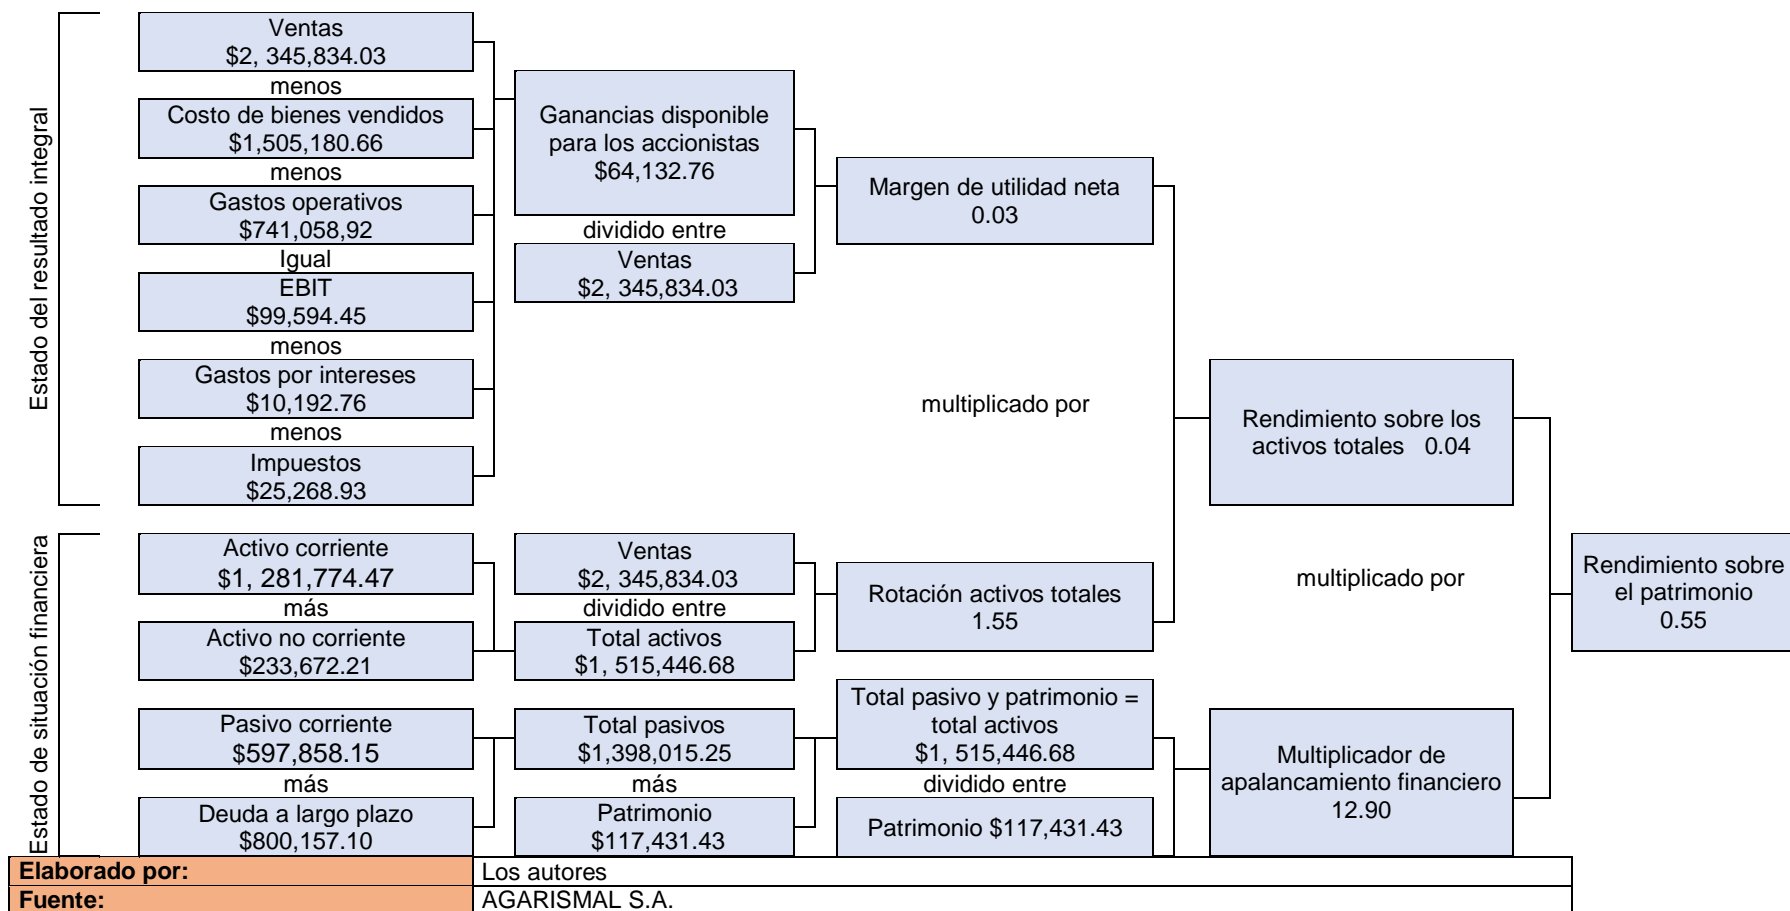 Estado del resultado integral
Ventas
$2, 345,834.03
menos
Costo de bienes vendidos
$1,505,180.66
menos
Gastos operativos
$741,058,92
Igual
EBIT
$99,594.45
menos
Gastos por intereses
$10,192.76
menos
Impuestos
$25,268.93
Ganancias disponible
para los accionistas
$64,132.76
dividido entre
Ventas
$2, 345,834.03
Margen de utilidad neta
0.03
multiplicado por
Rendimiento sobre los
activos totales 0.04
Estado de situación financiera
Activo corriente
$1, 281,774.47
más
Activo no corriente
$233,672.21
Ventas
$2, 345,834.03
dividido entre
Total activos
$1, 515,446.68
Rotación activos totales
1.55
multiplicado por
Rendimiento sobre
el patrimonio
0.55
Pasivo corriente
$597,858.15
más
Deuda a largo plazo
$800,157.10
Total pasivos
$1,398,015.25
más
Patrimonio
$117,431.43
Total pasivo y patrimonio =
total activos
$1, 515,446.68
dividido entre
Patrimonio $117,431.43
Multiplicador de
apalancamiento financiero
12.90
Elaborado por:
Los autores
Fuente:
AGARISMAL S.A.